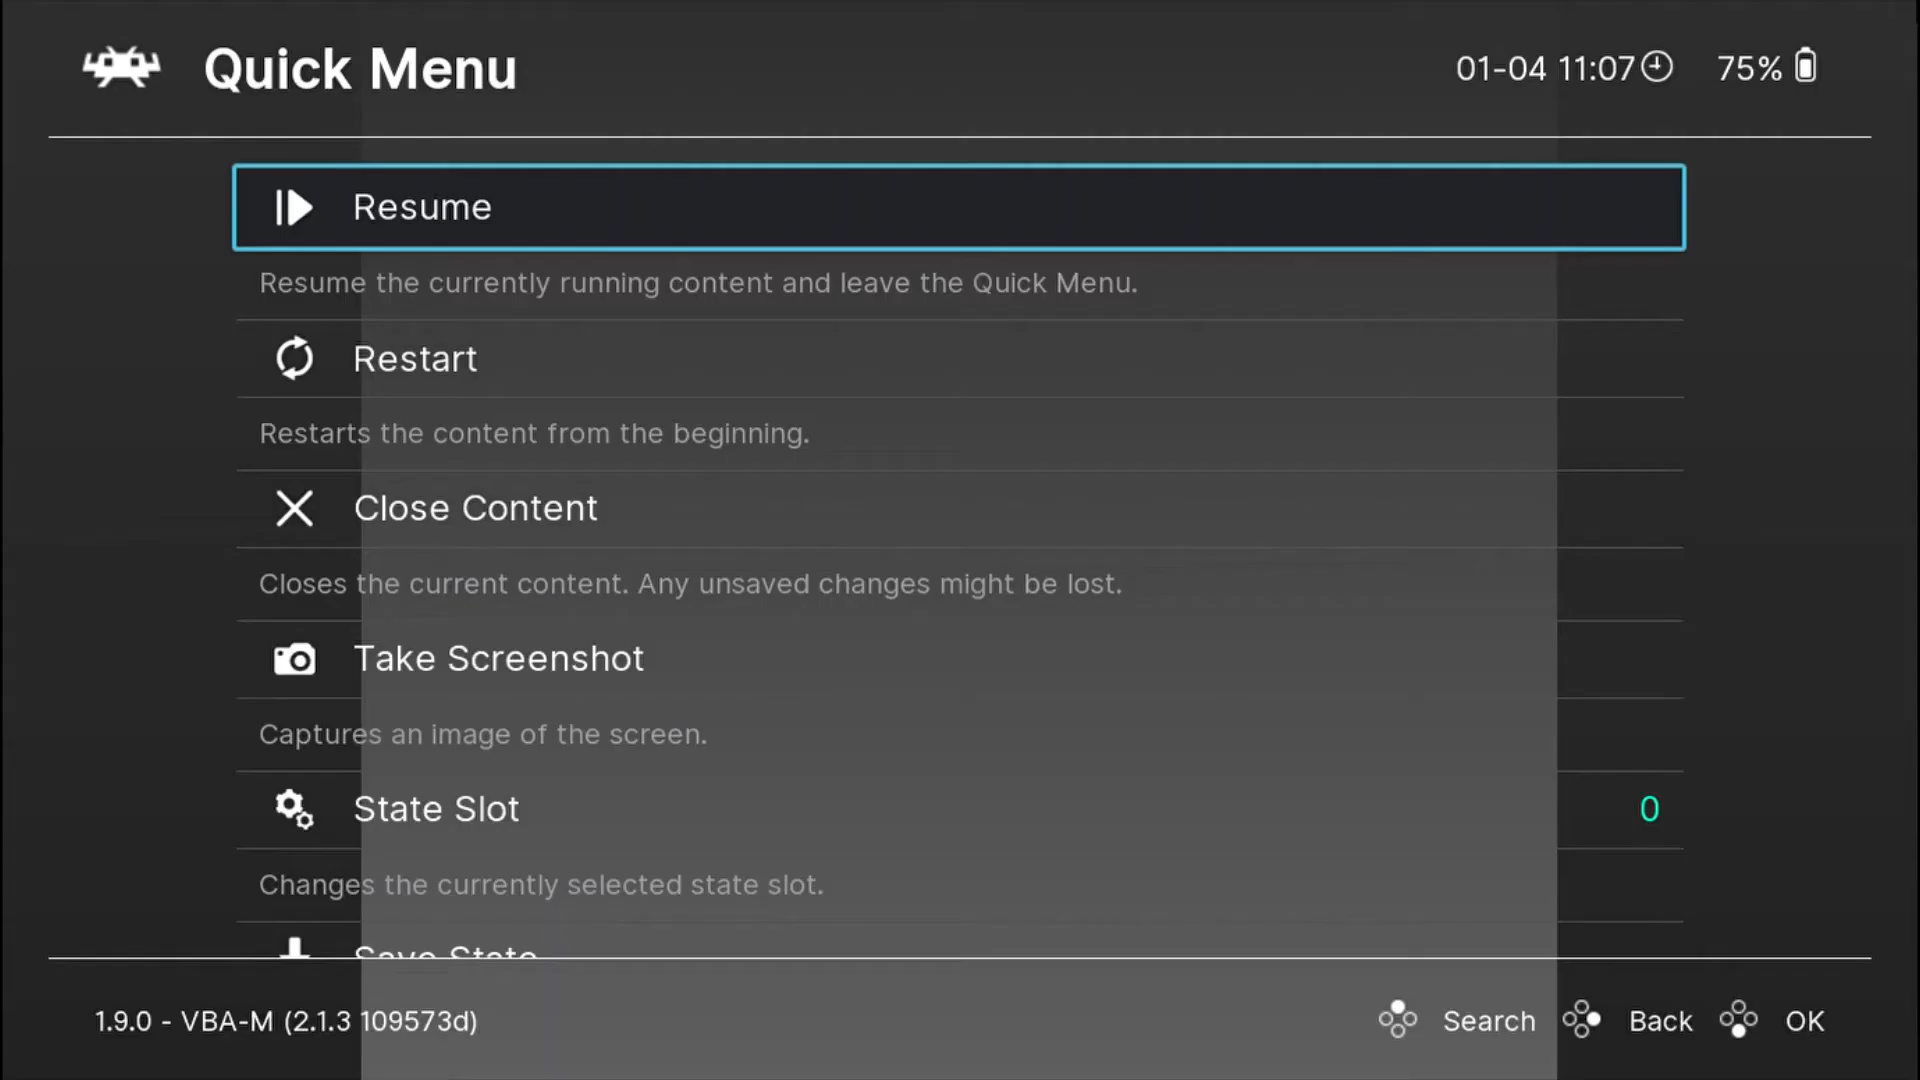 Quick Menu
01-04 11:07 75%
Resume
Resume the currently running content and leave the Quick Menu.
Restart
Restarts the content from the beginning.
Close Content
Closes the current content. Any unsaved changes might be lost.
Take Screenshot
Captures an image of the screen.
State Slot 0
Changes the currently selected state slot.
Save State
1.9.0 - VBA-M (2.1.3 109573d) Search Back OK